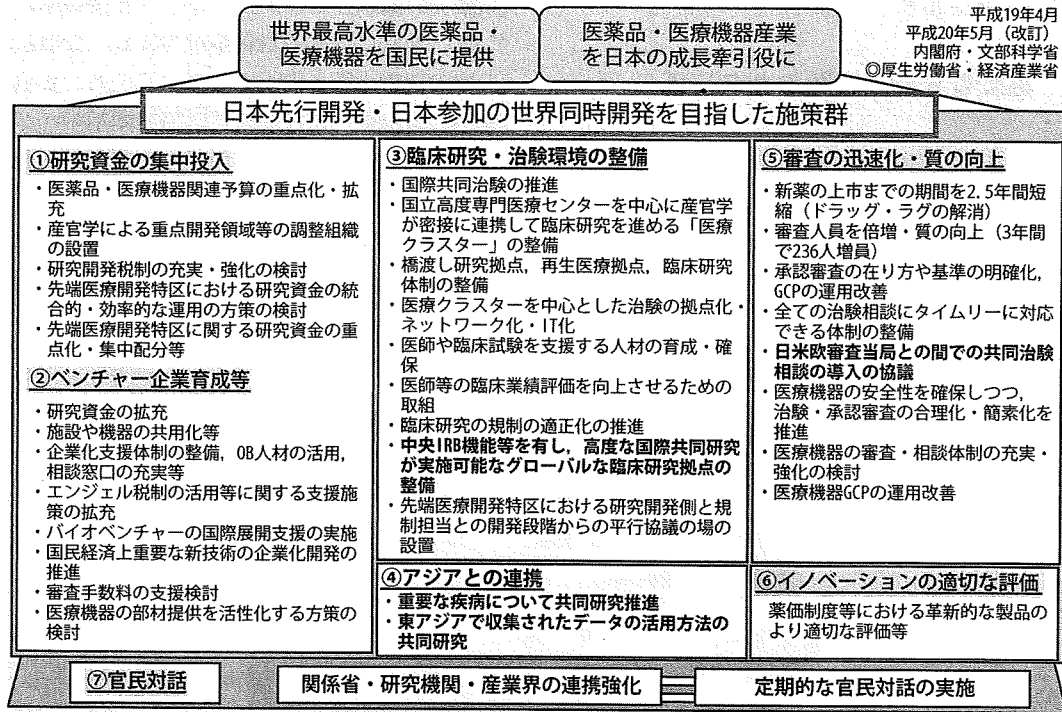 世界最高水準の医薬品・
医療機器を国民に提供
医薬品・医療機器産業
を日本の成長牽引役に
平成19年4月
平成20年5月（改訂）
内閣府・文部科学省
◎厚生労働省・経済産業省
日本先行開発・日本参加の世界同時開発を目指した施策群
①研究資金の集中投入
・医薬品・医療機器関連予算の重点化・拡
充
・産官学による重点開発領域等の調整組織
の設置
・研究開発税制の充実・強化の検討
・先端医療開発特区における研究資金の統
合的・効率的な運用の方策の検討
・先端医療開発特区に関する研究資金の重
点化・集中配分等
②ベンチャー企業育成等
・研究資金の拡充
・施設や機器の共用化等
・企業化支援体制の整備，OB人材の活用，
相談窓口の充実等
・エンジェル税制の活用等に関する支援施
策の拡充
・バイオベンチャーの国際展開支援の実施
・国民経済上重要な新技術の企業化開発の
推進
・審査手数料の支援検討
・医療機器の部材提供を活性化する方策の
検討
③臨床研究・治験環境の整備
・国際共同治験の推進
・国立高度専門医療センターを中心に産官学
が密接に連携して臨床研究を進める「医療
クラスター」の整備
・橋渡し研究拠点，再生医療拠点，臨床研究
体制の整備
・医療クラスターを中心とした治験の拠点化・
ネットワーク化・IT化
・医師や臨床試験を支援する人材の育成・確
保
・医師等の臨床業績評価を向上させるための
取組
・臨床研究の規制の適正化の推進
・中央IRB機能等を有し，高度な国際共同研究
が実施可能なグローバルな臨床研究拠点の
整備
・先端医療開発特区における研究開発側と規
制担当との開発段階からの平行協議の場の
設置
④アジアとの連携
・重要な疾病について共同研究推進
・東アジアで収集されたデータの活用方法の
共同研究
⑤審査の迅速化・質の向上
・新薬の上市までの期間を2.5年間短
縮（ドラッグ・ラグの解消）
・審査人員を倍増・質の向上（3年間
で236人増員）
・承認審査の在り方や基準の明確化，
GCPの運用改善
・全ての治験相談にタイムリーに対応
できる体制の整備
・日米欧審査当局との間での共同治験
相談の導入の協議
・医療機器の安全性を確保しつつ，
治験・承認審査の合理化・簡素化を
推進
・医療機器の審査・相談体制の充実・
強化の検討
・医療機器GCPの運用改善
⑥イノベーションの適切な評価
薬価制度等における革新的な製品の
より適切な評価等
⑦官民対話
関係省・研究機関・産業界の連携強化
定期的な官民対話の実施